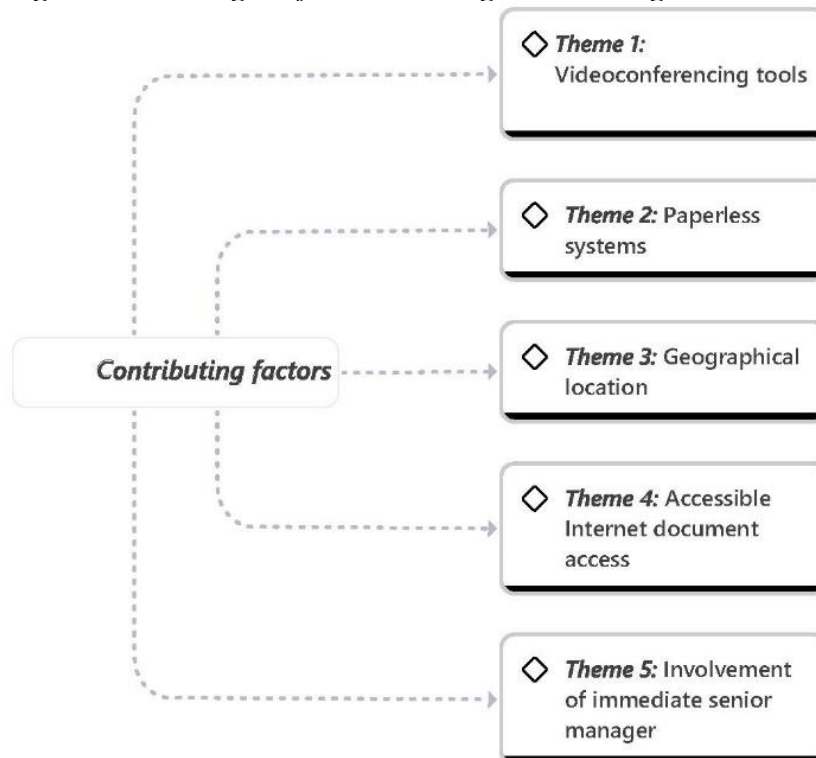 Theme 1:
Videoconferencing tools
Theme 2: Paperless
systems
Contributing factors
Theme 3: Geographical
location
Theme 4: Accessible
Internet document
access
Theme 5: Involvement
of immediate senior
manager